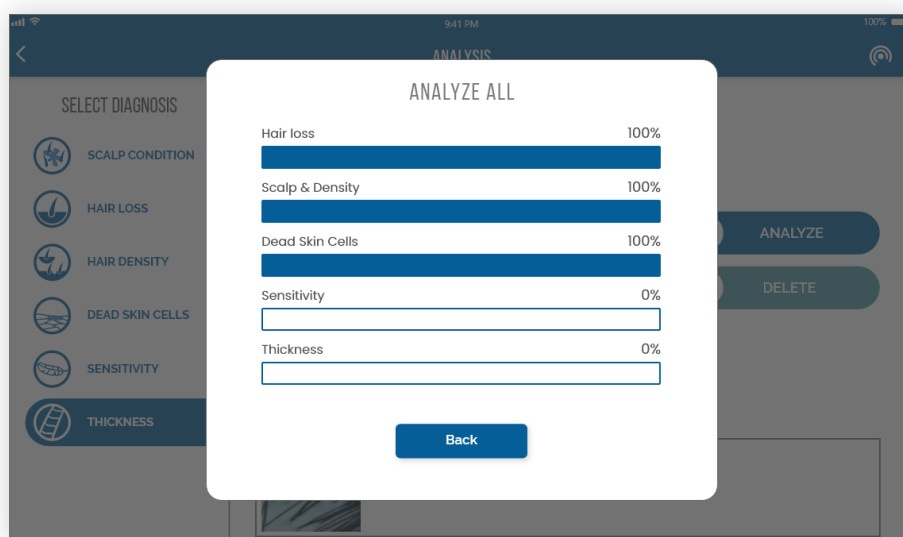 9:41 PM
100%
ANALYSIS
SELECT DIAGNOSIS
SCALP CONDITION
HAIR LOSS
HAIR DENSITY
DEAD SKIN CELLS
SENSITIVITY
THICKNESS
ANALYZE ALL
Hair loss 100%
Scalp & Density 100%
Dead Skin Cells 100%
Sensitivity 0%
Thickness 0%
Back
ANALYZE
DELETE